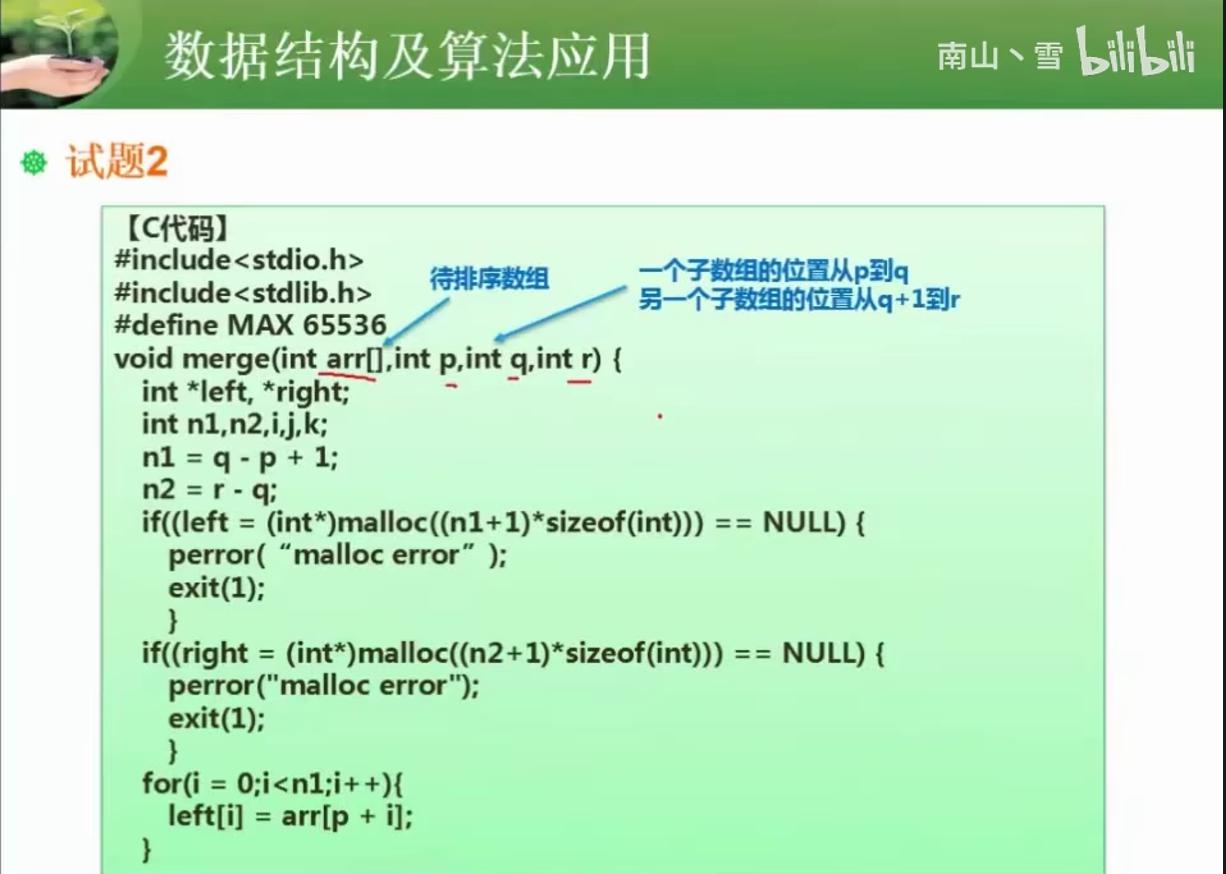 数据结构及算法应用
南山丶雪 bilibili
试题2
【C代码】
#include<stdio.h>
#include<stdlib.h>
#define MAX 65536
待排序数组
一个子数组的位置从p到q
另一个子数组的位置从q+1到r
void merge(int arr[],int p,int q,int r) {
int *left, *right;
int n1,n2,i,j,k;
n1 = q - p + 1;
n2 = r - q;
if((left = (int*)malloc((n1+1)*sizeof(int))) == NULL) {
perror( “malloc error” );
exit(1);
}
if((right = (int*)malloc((n2+1)*sizeof(int))) == NULL) {
perror("malloc error");
exit(1);
}
for(i = 0;i<n1;i++){
left[i] = arr[p + i];
}